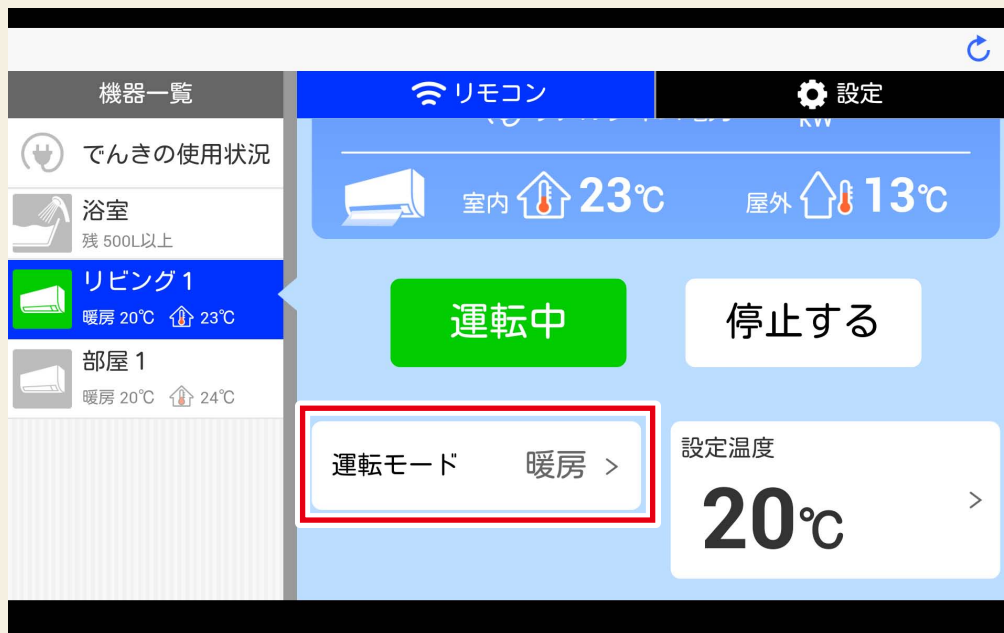 機器一覧
リモコン
設定
でんきの使用状況
kW
室内 23℃
屋外 13℃
浴室
残 500L以上
リビング1
暖房 20℃ 23℃
部屋1
暖房 20℃ 24℃
運転中
停止する
運転モード 暖房 >
設定温度
20℃ >